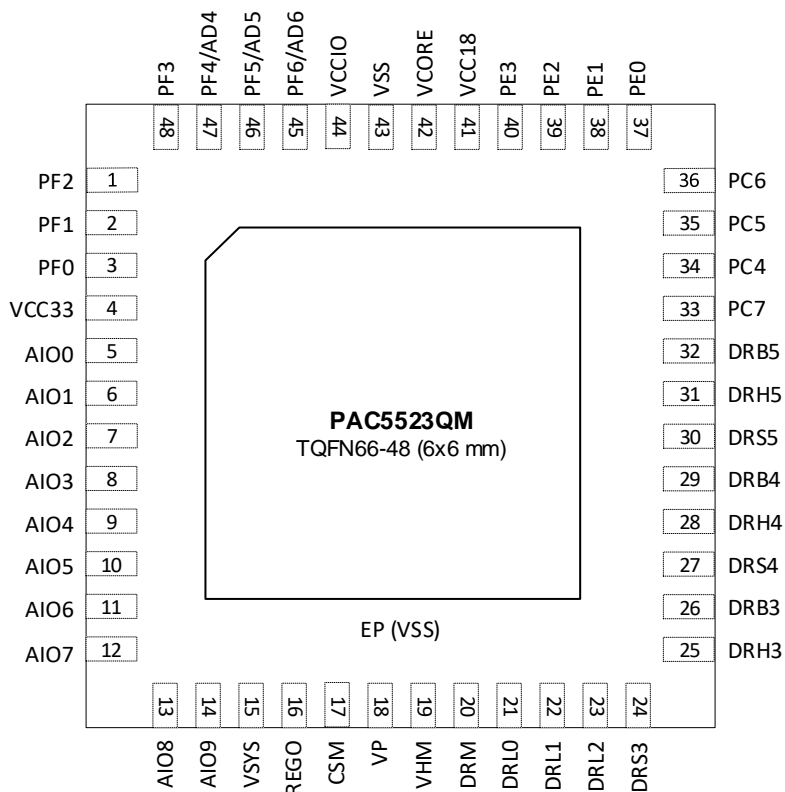 PF3 PF4/AD4 PF5/AD5 PF6/AD6 VCCIO VSS VCORE VCC18 PE3 PE2 PE1 PE0
48 47 46 45 44 43 42 41 40 39 38 37
PF2 1 36 PC6
PF1 2 35 PC5
PF0 3 34 PC4
VCC33 4 33 PC7
AIO0 5 32 DRB5
AIO1 6 31 DRH5
AIO2 7 30 DRS5
AIO3 8 29 DRB4
AIO4 9 28 DRH4
AIO5 10 27 DRS4
AIO6 11 26 DRB3
AIO7 12 25 DRH3
PAC5523QM
TQFN66-48 (6x6 mm)
EP (VSS)
13 14 15 16 17 18 19 20 21 22 23 24
AIO8 AIO9 VSYS REGO CSM VP VHM DRM DRL0 DRL1 DRL2 DRS3